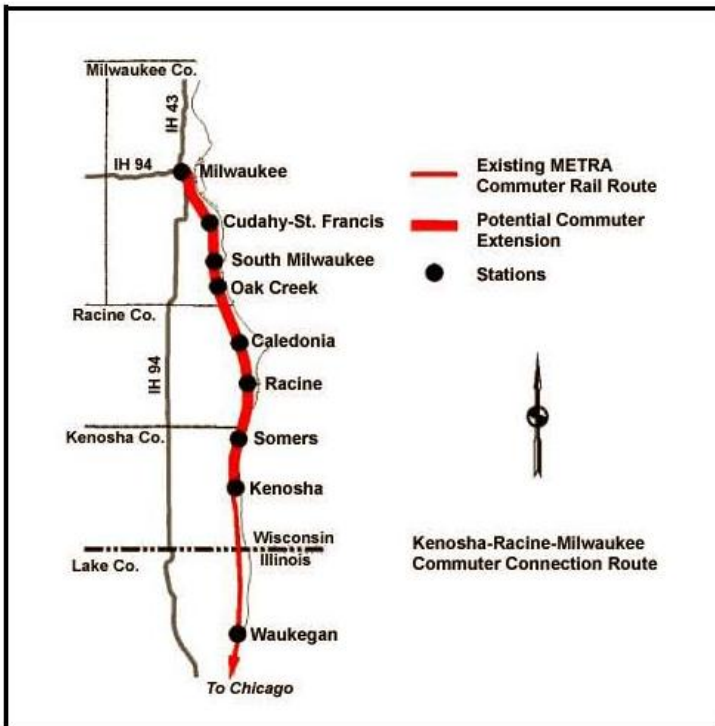 Milwaukee Co.
IH 43
IH 94
Milwaukee
Cudahy-St. Francis
South Milwaukee
Oak Creek
Racine Co.
Caledonia
IH 94
Racine
Kenosha Co.
Somers
Kenosha
Wisconsin
Illinois
Lake Co.
Waukegan
To Chicago
Existing METRA
Commuter Rail Route
Potential Commuter
Extension
Stations
Kenosha-Racine-Milwaukee
Commuter Connection Route